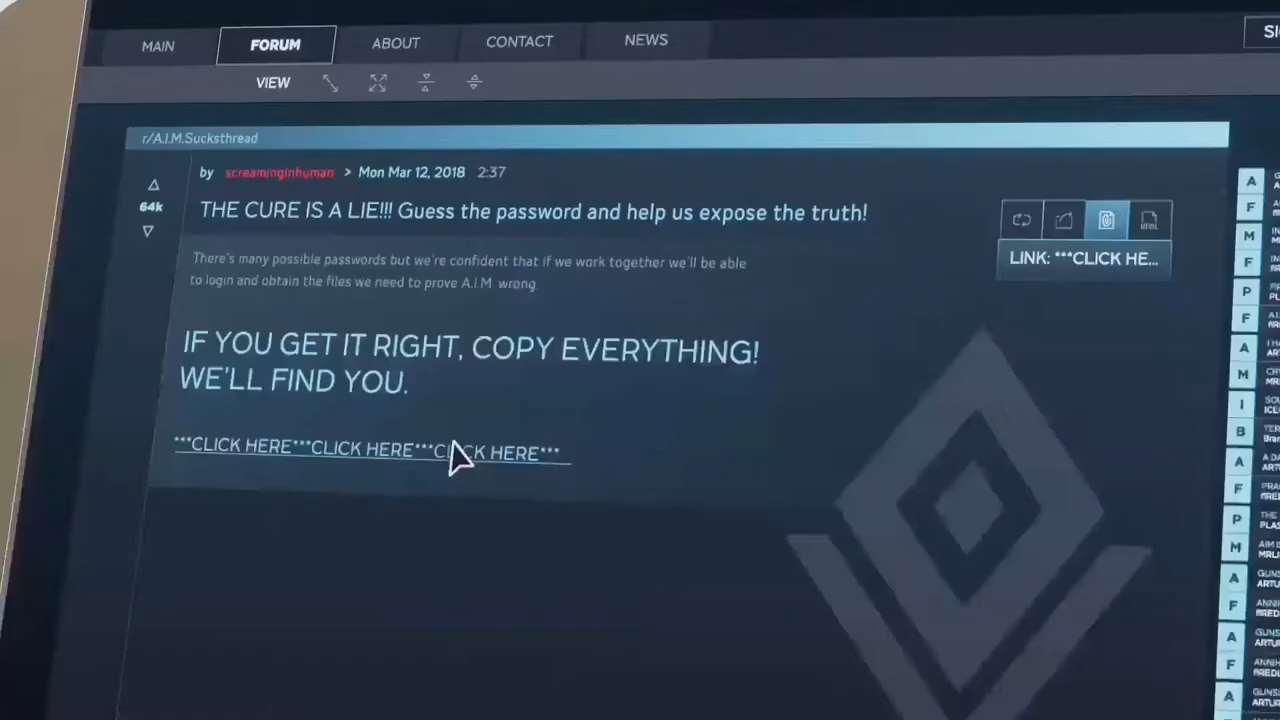 MAIN FORUM ABOUT CONTACT NEWS
VIEW
r/A.I.M.Sucksthread
by screaminginhuman > Mon Mar 12, 2018 2:37
64k
THE CURE IS A LIE!!! Guess the password and help us expose the truth!
There's many possible passwords but we're confident that if we work together we'll be able
to login and obtain the files we need to prove A.I.M wrong
LINK: ***CLICK HE...
IF YOU GET IT RIGHT, COPY EVERYTHING!
WE'LL FIND YOU.
***CLICK HERE***CLICK HERE***CLICK HERE***
A
F
M
F
P
F
A
M
I
B
A
F
P
M
A
F
A
F
A